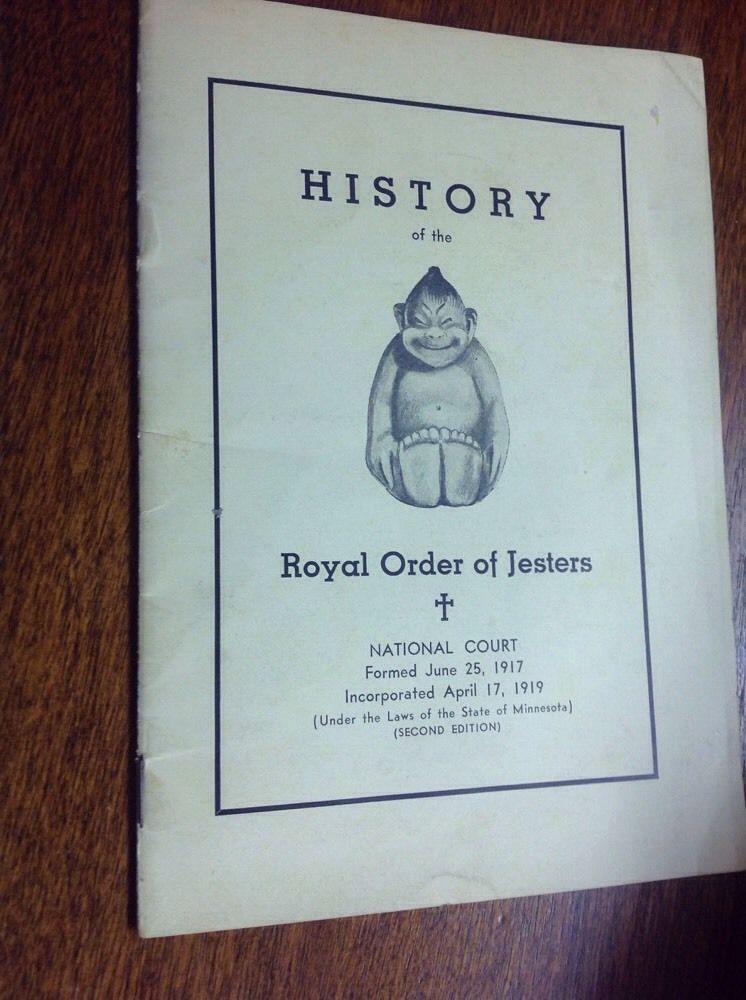 HISTORY
of the
Royal Order of Jesters
NATIONAL COURT
Formed June 25, 1917
Incorporated April 17, 1919
(Under the Laws of the State of Minnesota)
(SECOND EDITION)